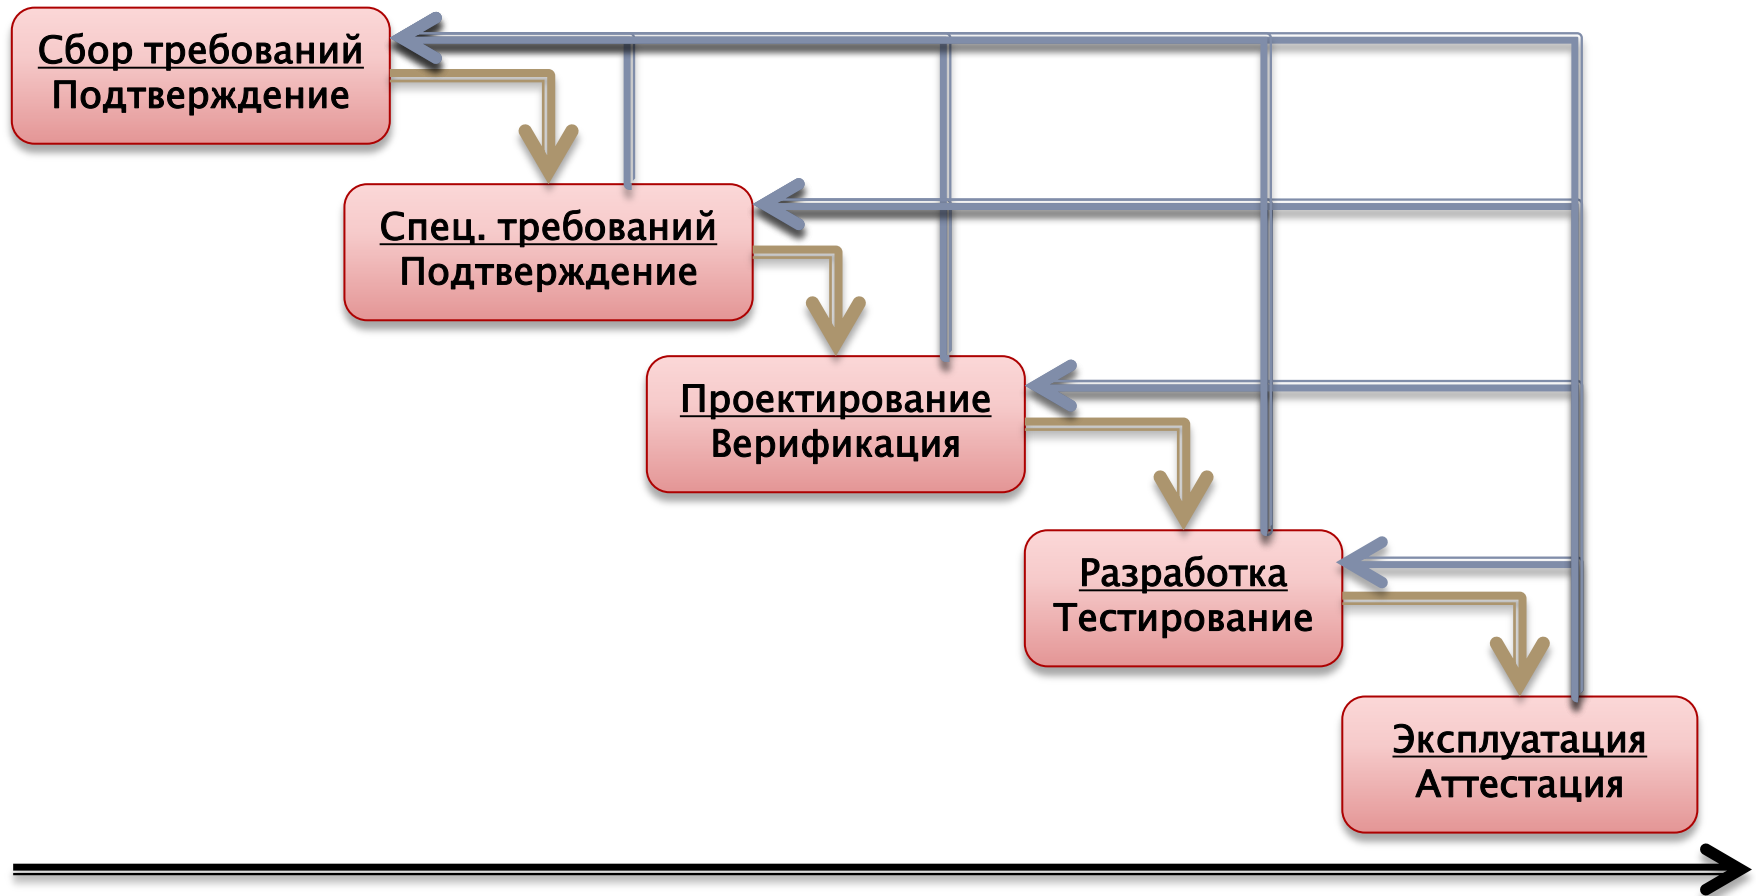 Сбор требований
Подтверждение
Спец. требований
Подтверждение
Проектирование
Верификация
Разработка
Тестирование
Эксплуатация
Аттестация